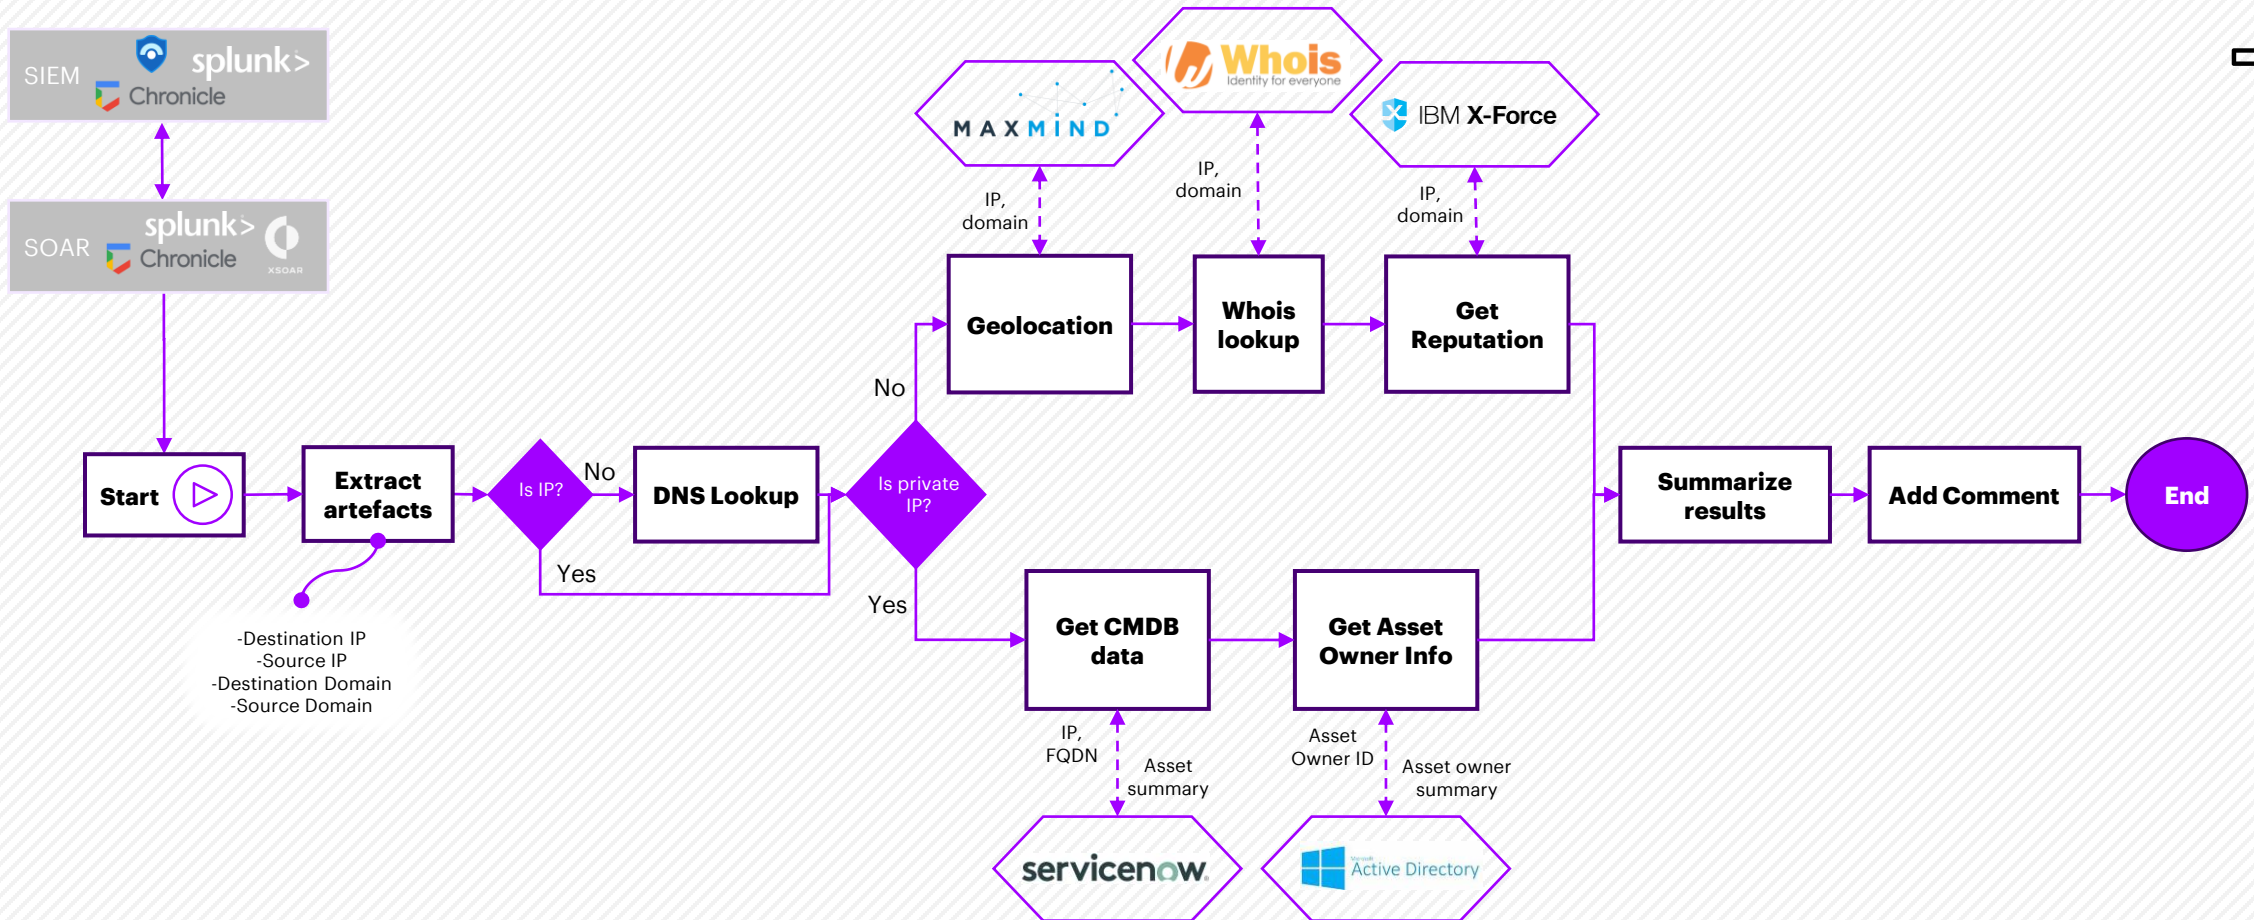 SIEM
splunk>
Chronicle
SOAR
splunk>
Chronicle
XSOAR
MAXMIND
Whois
Identity for everyone
IBM X-Force
IP,
domain
IP,
domain
IP,
domain
Geolocation
Whois
lookup
Get
Reputation
No
Start
Extract
artefacts
Is IP?
No
DNS Lookup
Is private
IP?
Summarize
results
Add Comment
End
Yes
Yes
-Destination IP
-Source IP
-Destination Domain
-Source Domain
Get CMDB
data
Get Asset
Owner Info
IP,
FQDN
Asset
summary
Asset
Owner ID
Asset owner
summary
servicenow.
Microsoft
Active Directory